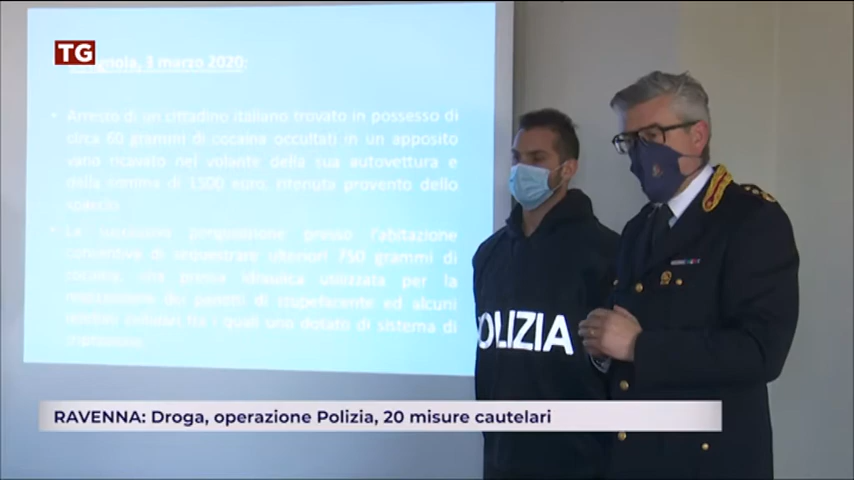 TG
3 marzo 2020:
• Arresto di un cittadino italiano trovato in possesso di
circa 60 grammi di cocaina occultati in un apposito
vano ricavato nel volante della sua autovettura e
della somma di 1500 euro, ritenuta provento dello
spaccio
• La successiva perquisizione presso l'abitazione
consentiva di sequestrare ulteriori 750 grammi di
cocaina, una pressa idraulica utilizzata per la
realizzazione dei panetti di stupefacente ed alcuni
telefoni cellulari tra i quali uno dotato di sistema di
POLIZIA
RAVENNA: Droga, operazione Polizia, 20 misure cautelari